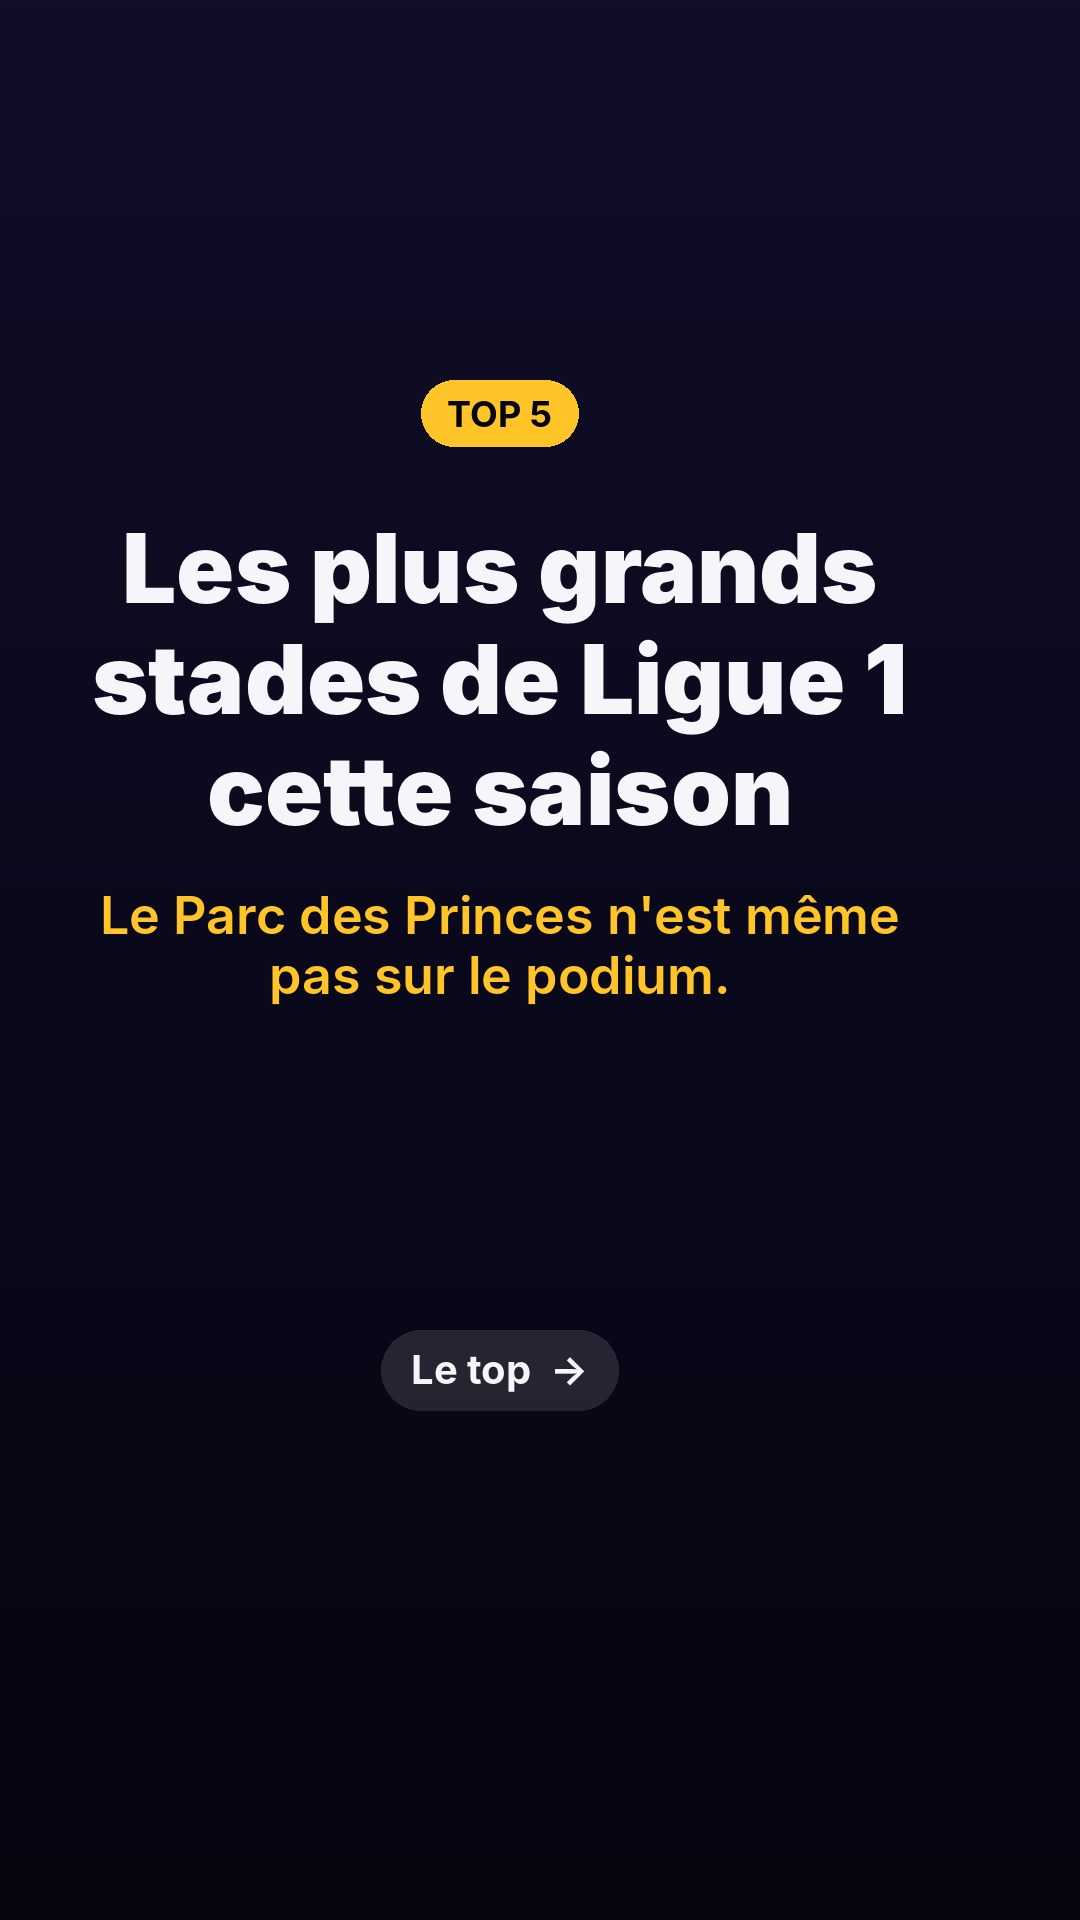 TOP 5
Les plus grands
stades de Ligue 1
cette saison
Le Parc des Princes n'est même
pas sur le podium.
Le top →